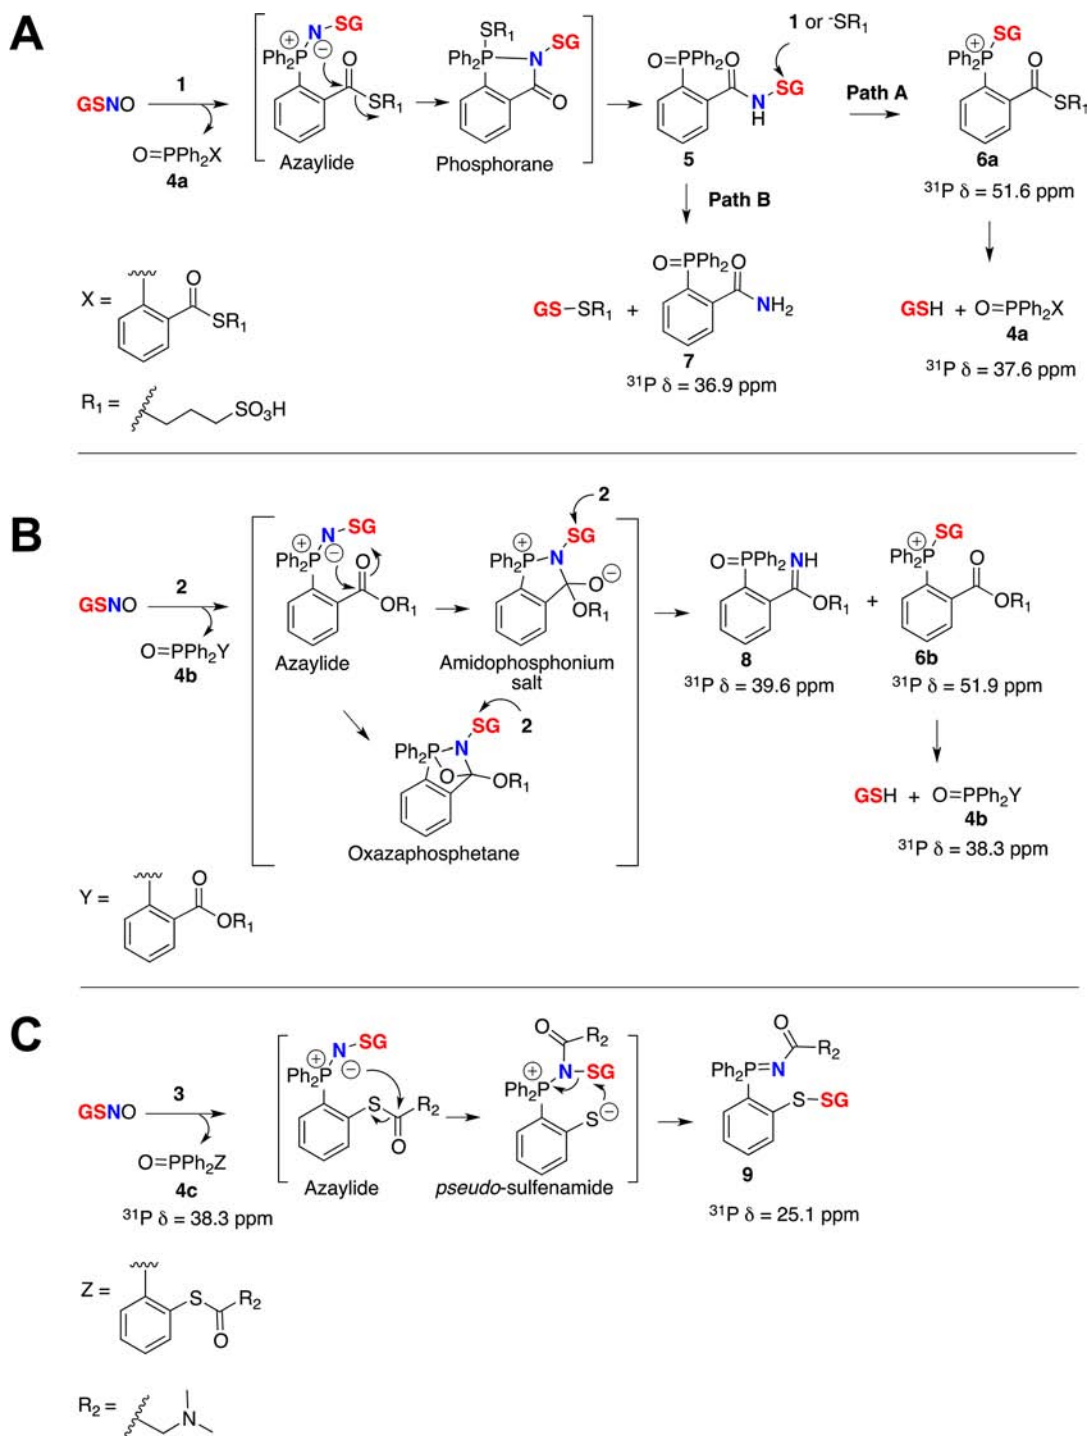 A
GSNO
1
O=PPh2X
4a
Ph2P
N
SG
O
SR1
Azaylide
SR1
Ph2P
N
SG
O
Phosphorane
O=PPh2
O
N
H
SG
5
1 or -SR1
Path A
Ph2P
SG
O
SR1
6a
31P δ = 51.6 ppm
Path B
GS-SR1 +
O=PPh2
O
NH2
7
31P δ = 36.9 ppm
GSH + O=PPh2X
4a
31P δ = 37.6 ppm
X =
O
SR1
R1 =
SO3H
B
GSNO
2
O=PPh2Y
4b
Ph2P
N
SG
O
OR1
Azaylide
2
Ph2P
N
SG
O
OR1
Amidophosphonium
salt
Ph2P
N
SG
2
O
OR1
Oxazaphosphetane
O=PPh2
NH
OR1
8
31P δ = 39.6 ppm
+
Ph2P
SG
O
OR1
6b
31P δ = 51.9 ppm
GSH + O=PPh2Y
4b
31P δ = 38.3 ppm
Y =
O
OR1
C
GSNO
3
O=PPh2Z
4c
31P δ = 38.3 ppm
Ph2P
N
SG
S
R2
O
Azaylide
O
R2
Ph2P
N
SG
S
pseudo-sulfenamide
O
R2
Ph2P=N
S-SG
9
31P δ = 25.1 ppm
Z =
S
R2
O
R2 =
N